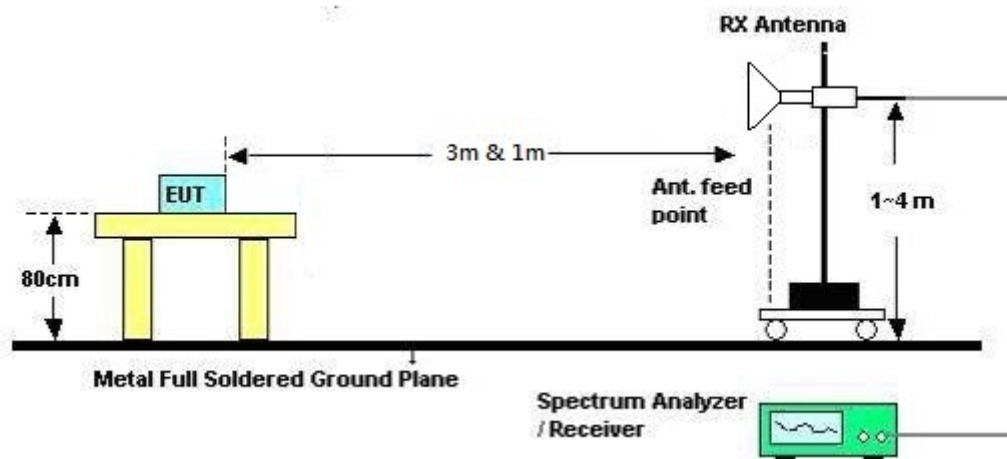 RX Antenna
3m & 1m
EUT
Ant. feed
point
1~4 m
80cm
Metal Full Soldered Ground Plane
Spectrum Analyzer
/ Receiver